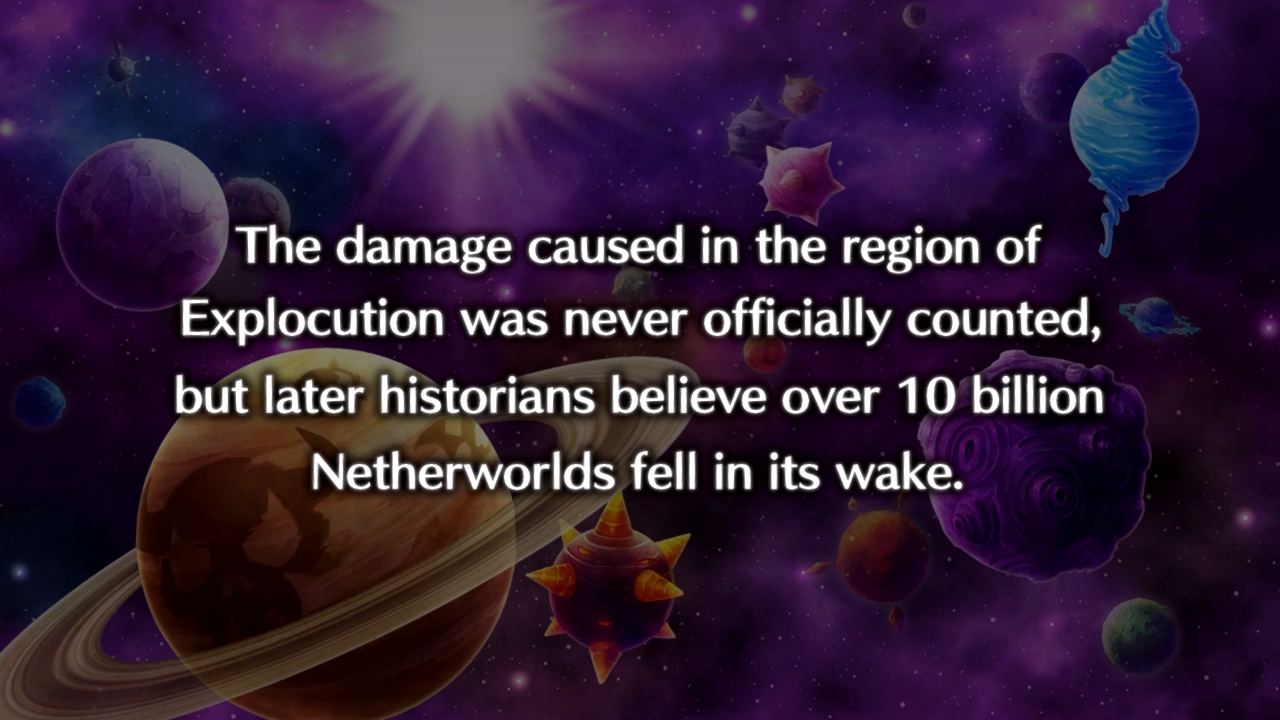 The damage caused in the region of
Explocution was never officially counted,
but later historians believe over 10 billion
Netherworlds fell in its wake.